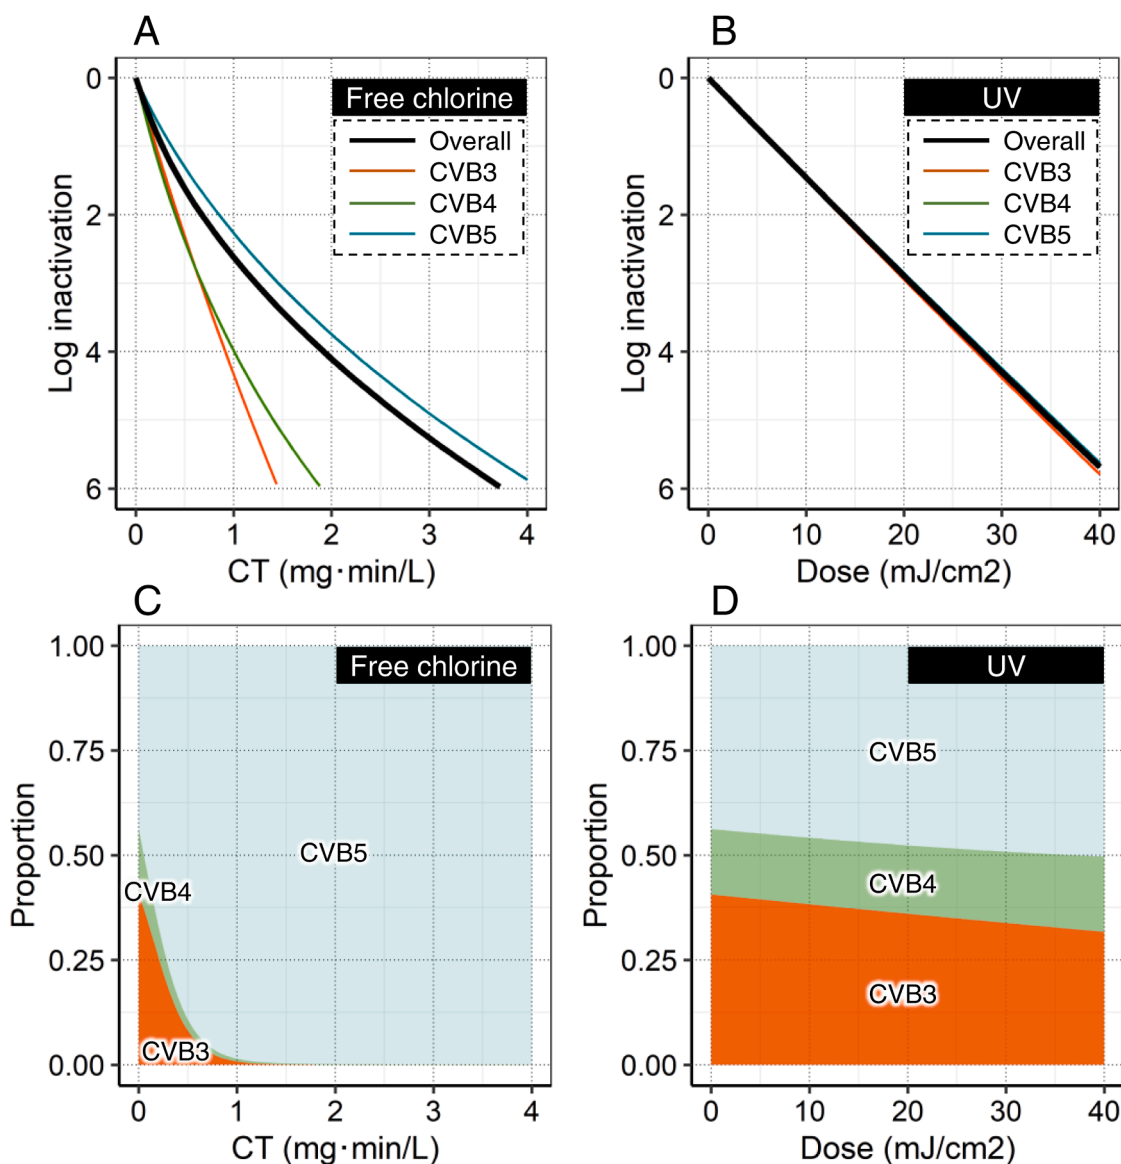 A
Free chlorine
Overall
CVB3
CVB4
CVB5
0
2
4
6
Log inactivation
0 1 2 3 4
CT (mg·min/L)
B
UV
Overall
CVB3
CVB4
CVB5
0
2
4
6
Log inactivation
0 10 20 30 40
Dose (mJ/cm2)
C
Free chlorine
1.00
0.75
0.50
0.25
0.00
Proportion
CVB5
CVB4
CVB3
0 1 2 3 4
CT (mg·min/L)
D
UV
1.00
0.75
0.50
0.25
0.00
Proportion
CVB5
CVB4
CVB3
0 10 20 30 40
Dose (mJ/cm2)